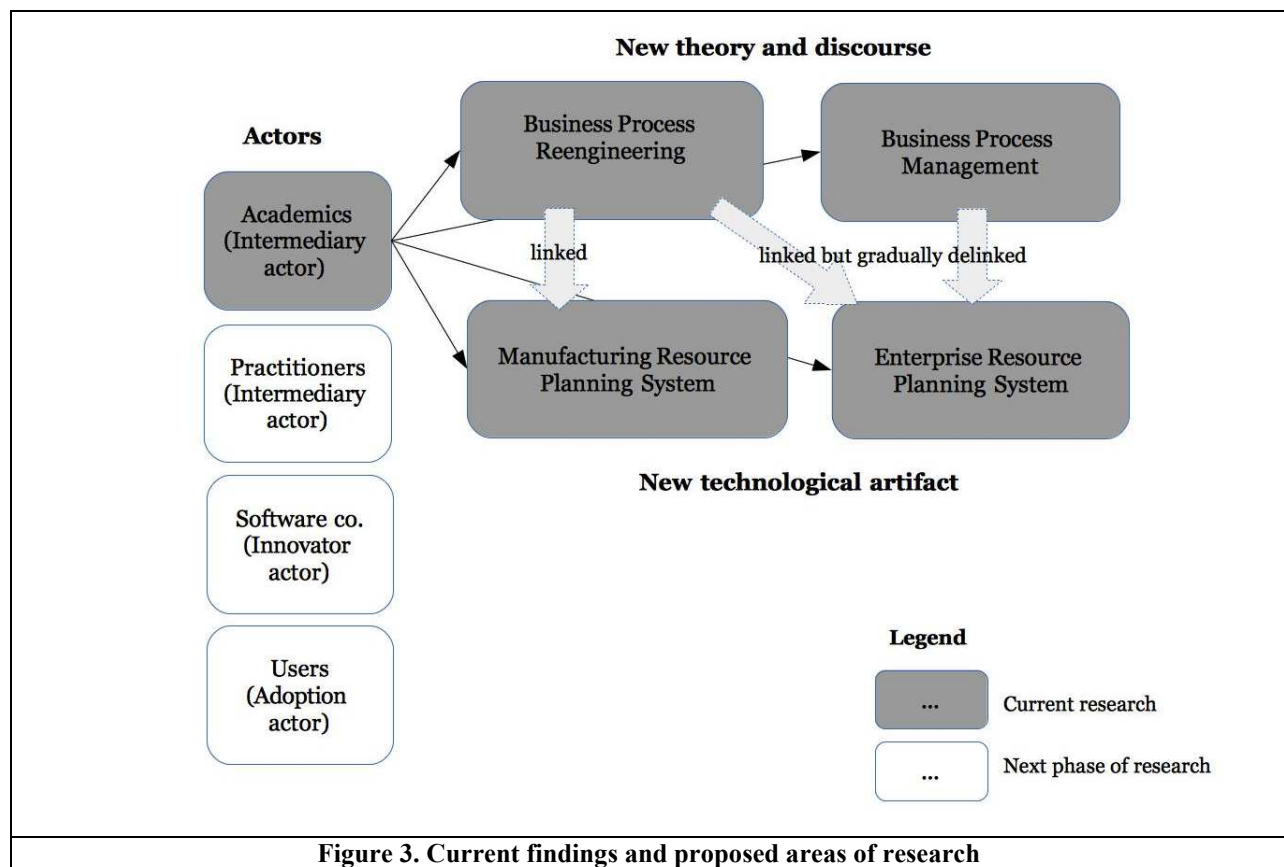 New theory and discourse
Actors
Business Process
Reengineering
Business Process
Management
Academics
(Intermediary
actor)
linked
linked but gradually delinked
Practitioners
(Intermediary
actor)
Manufacturing Resource
Planning System
Enterprise Resource
Planning System
New technological artifact
Software co.
(Innovator
actor)
Users
(Adoption
actor)
Legend
...
Current research
...
Next phase of research
Figure 3. Current findings and proposed areas of research